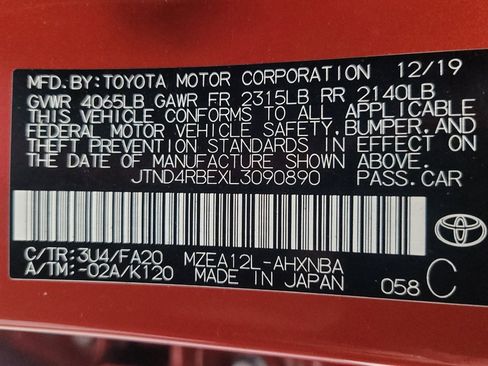 MFD.BY:TOYOTA MOTOR CORPORATION 12/19
GVWR 4065LB GAWR FR 2315LB RR 2140LB
THIS VEHICLE CONFORMS TO ALL APPLICABLE
FEDERAL MOTOR VEHICLE SAFETY,BUMPER,AND
THEFT PREVENTION STANDARDS IN EFFECT ON
THE DATE OF MANUFACTURE SHOWN ABOVE.
JTND4RBEXL3090890 PASS.CAR
C/TR:3U4/FA20 MZEA12L-AHXNBA
A/TM:-02A/K120 MADE IN JAPAN 058 C
TOYOTA